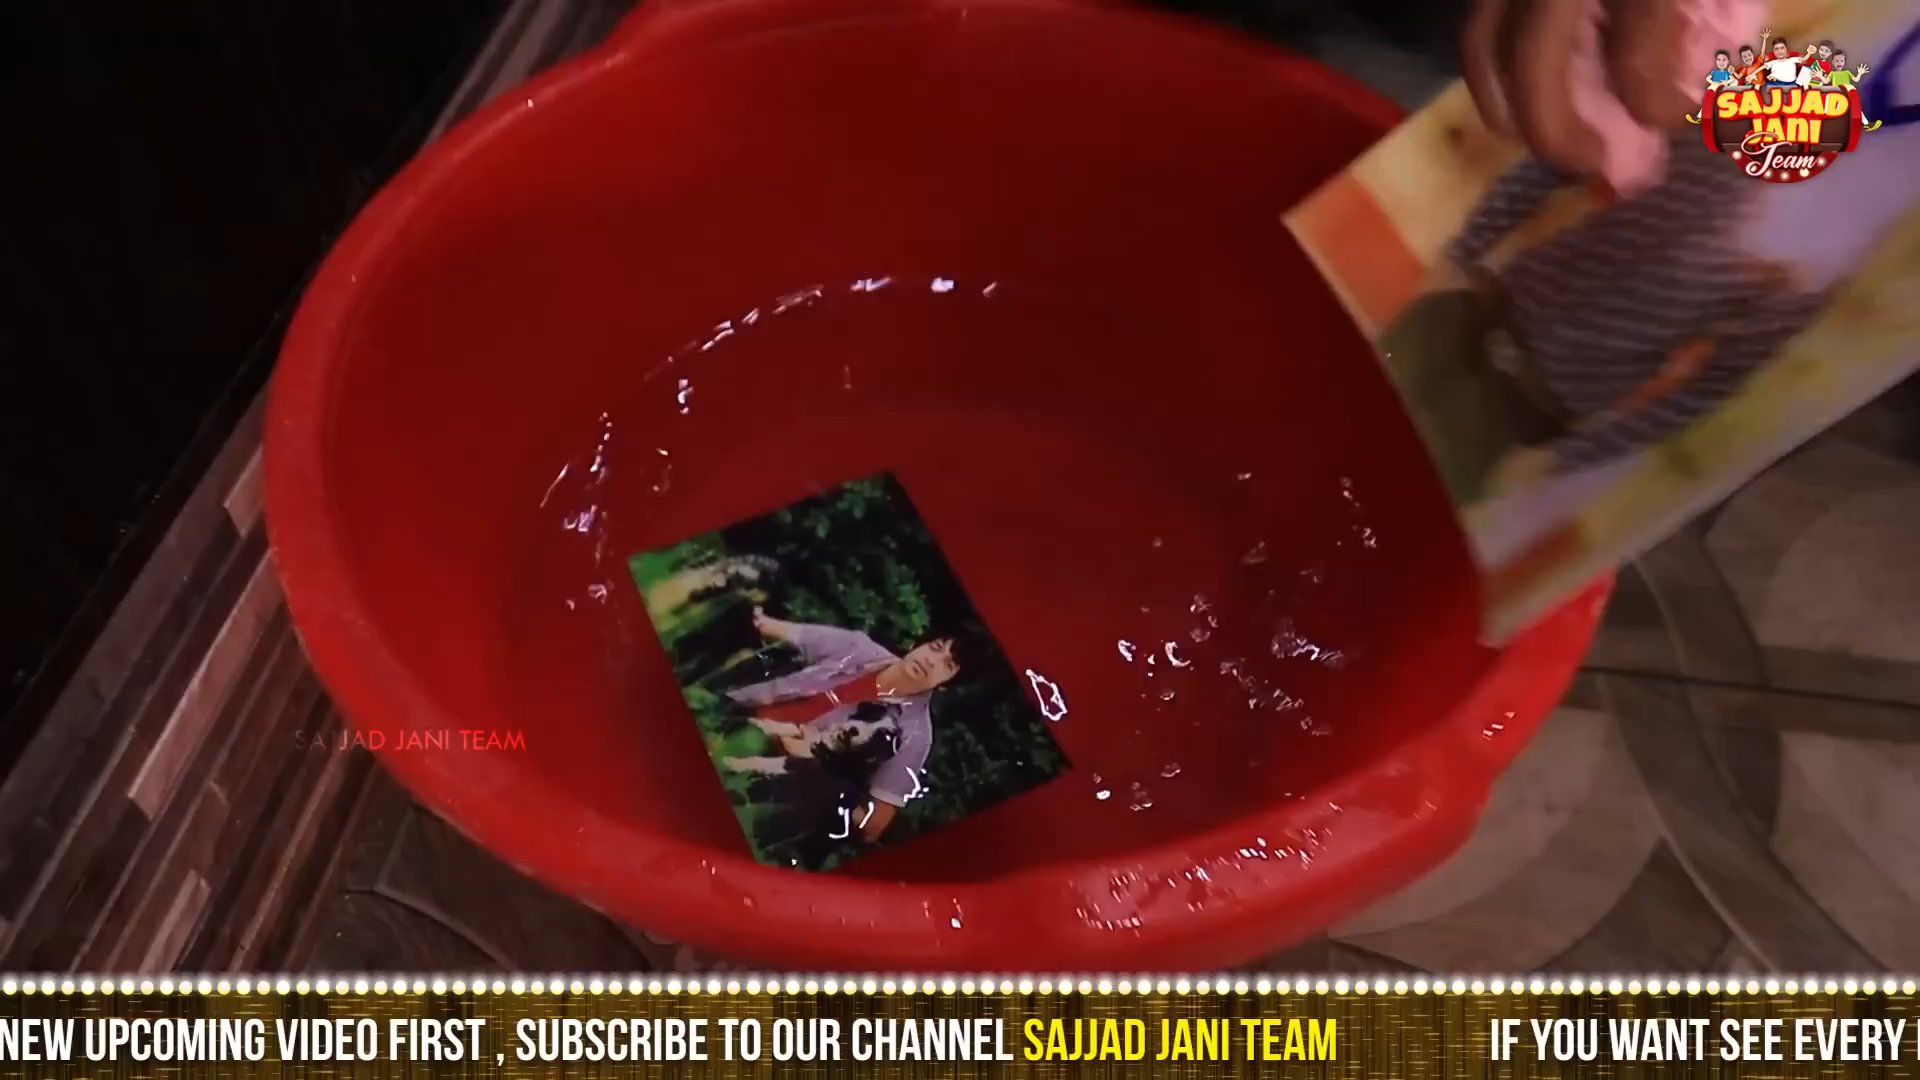 SAJJAD
JANI
Team
SAJJAD JANI TEAM
NEW UPCOMING VIDEO FIRST , SUBSCRIBE TO OUR CHANNEL SAJJAD JANI TEAM IF YOU WANT SEE EVERY